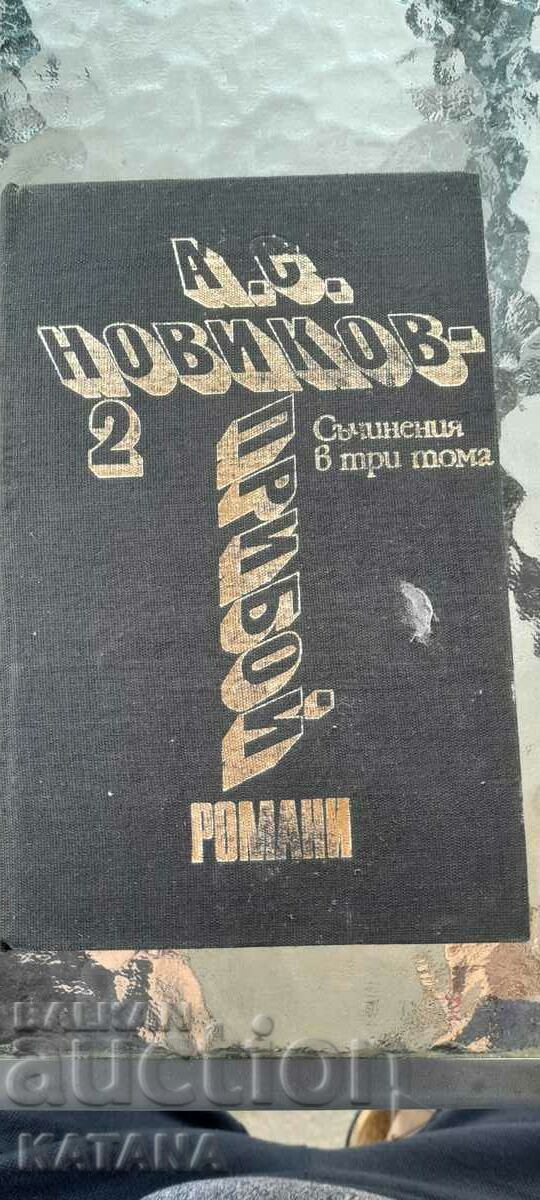 А.С.
НОВИКОВ-
2
ПРИБОЙ
Съчинения
в три тома
РОМАНИ
BALKAN
auction
KATANA